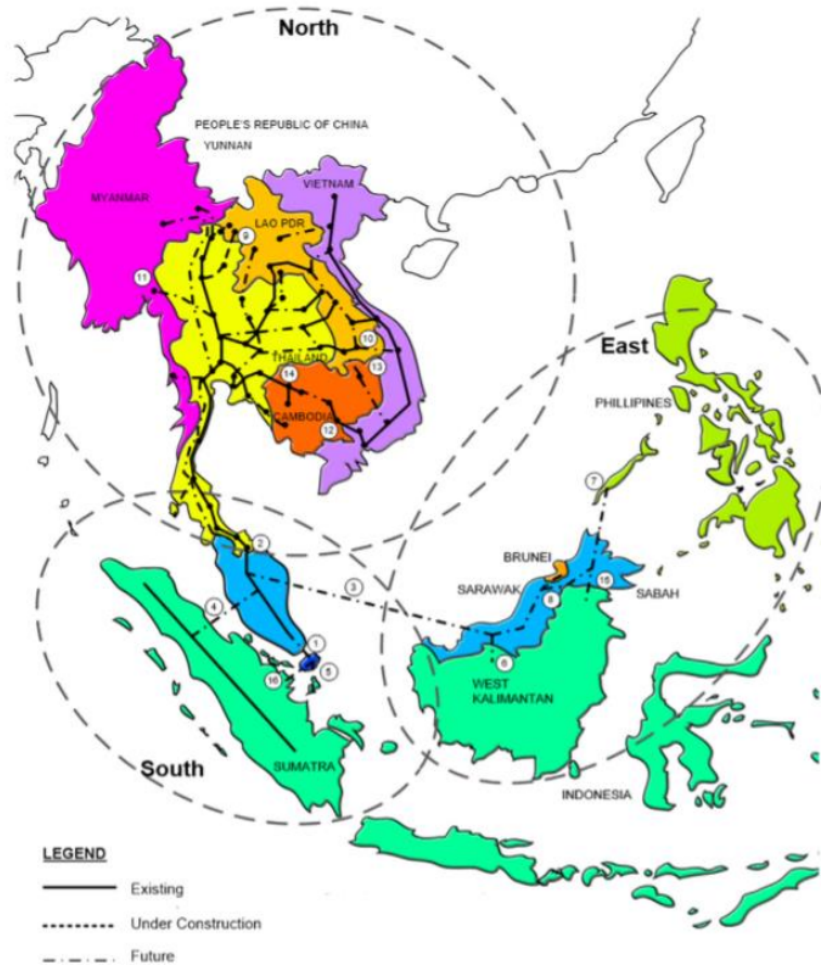 North
PEOPLE'S REPUBLIC OF CHINA
YUNNAN
VIETNAM
MYANMAR
LAO PDR
9
11
10
East
THAILAND
13
14
PHILLIPINES
CAMBODIA
12
7
2
BRUNEI
3
15
SARAWAK
8
SABAH
4
1
6
5
16
WEST
KALIMANTAN
South
SUMATRA
INDONESIA
LEGEND
Existing
Under Construction
Future